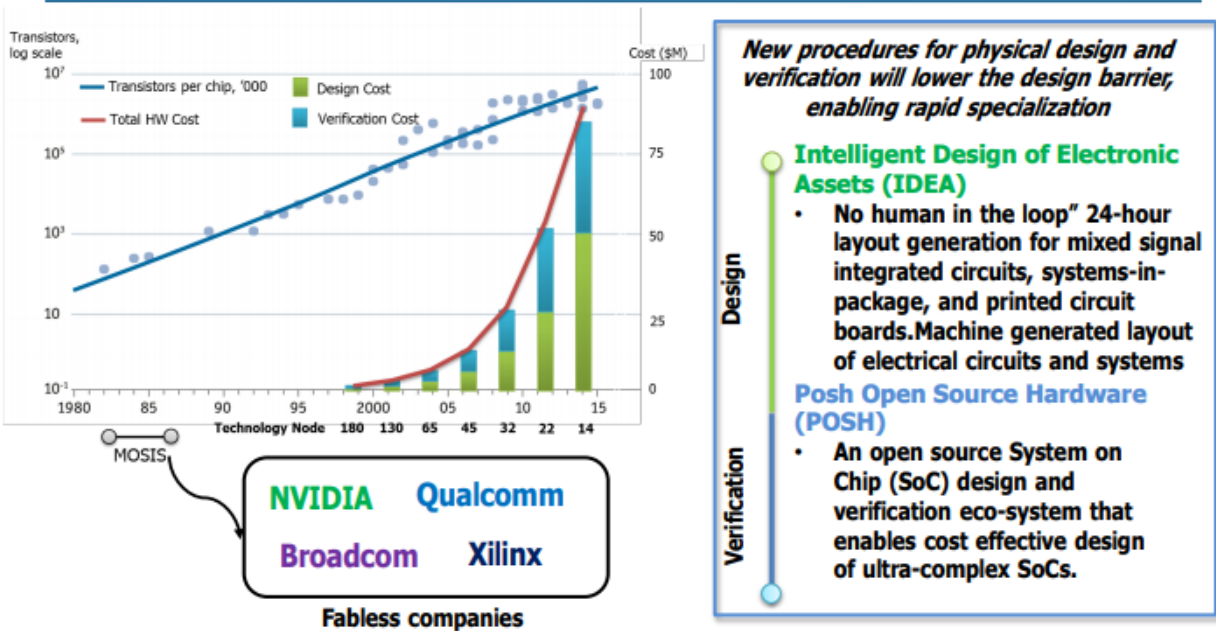 Transistors,
log scale
Cost ($M)
10⁷
100
Transistors per chip, '000
Design Cost
Total HW Cost
Verification Cost
10⁵
75
10³
50
10
25
10⁻¹
0
1980 85 90 95 2000 05 10 15
Technology Node 180 130 65 45 32 22 14
MOSIS
NVIDIA Qualcomm
Broadcom Xilinx
Fabless companies
New procedures for physical design and
verification will lower the design barrier,
enabling rapid specialization
Design
Intelligent Design of Electronic
Assets (IDEA)
• No human in the loop” 24-hour
layout generation for mixed signal
integrated circuits, systems-in-
package, and printed circuit
boards.Machine generated layout
of electrical circuits and systems
Verification
Posh Open Source Hardware
(POSH)
• An open source System on
Chip (SoC) design and
verification eco-system that
enables cost effective design
of ultra-complex SoCs.